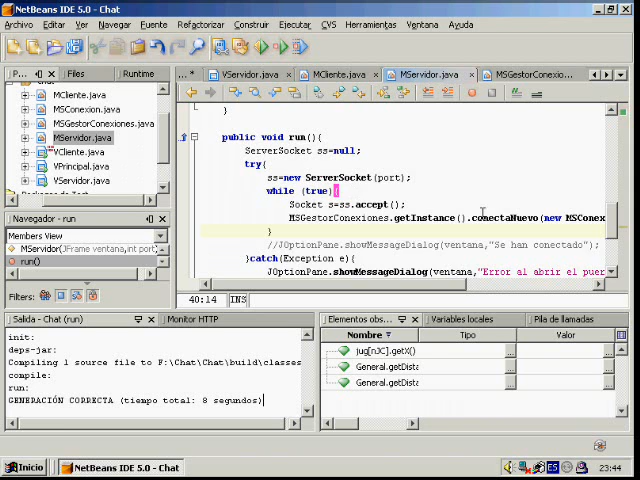 NetBeans IDE 5.0 - Chat
Archivo Editar Ver Navegar Fuente Refactorizar Construir Ejecutar CVS Herramientas Ventana Ayuda
P... Files Runtime
...* VServidor.java MCliente.java MServidor.java MSGestorConexio...
MCliente.java
MSConexion.java
MSGestorConexiones.java
MServidor.java
VCliente.java
VPrincipal.java
VServidor.java
}
public void run(){
ServerSocket ss=null;
try{
ss=new ServerSocket(port);
while (true){
Socket s=ss.accept();
MSGestorConexiones.getInstance().conectaNuevo(new MSConex
}
//JOptionPane.showMessageDialog(ventana,"Se han conectado");
}catch(Exception e){
JOptionPane.showMessageDialog(ventana,"Error al abrir el puer
40:14 INS
Navegador - run
Members View
MServidor(JFrame ventana,int port)
run()
Filters:
Salida - Chat (run) Monitor HTTP
init:
deps-jar:
Compiling 1 source file to F:\Chat\Chat\build\classes
compile:
run:
GENERACIÓN CORRECTA (tiempo total: 8 segundos)
Elementos obs... Variables locales Pila de llamadas
Nombre Tipo Valor
jug[nJC].getX() ... ...
General.getDista ... ...
General.getDista ... ...
Inicio NetBeans IDE 5.0 - Chat ES 23:44